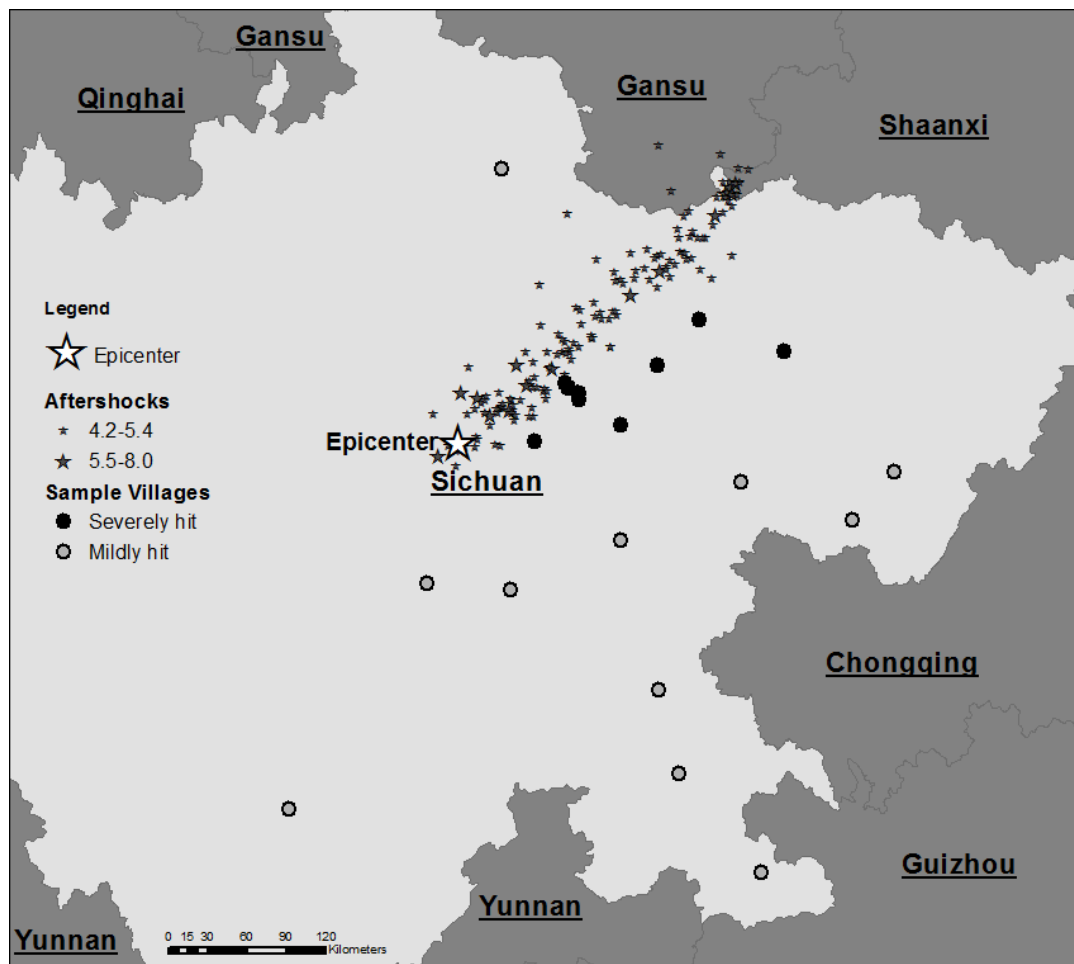 Gansu
Qinghai
Gansu
Shaanxi
Legend
Epicenter
Aftershocks
4.2-5.4
5.5-8.0
Sample Villages
Severely hit
Mildly hit
Epicenter
Sichuan
Chongqing
Guizhou
Yunnan
Yunnan
0 15 30 60 90 120
Kilometers